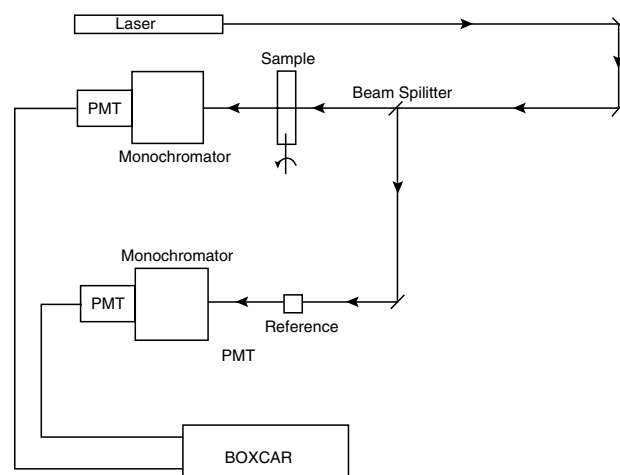 Laser
Sample
Beam Spilitter
PMT
Monochromator
Monochromator
PMT
Reference
PMT
BOXCAR